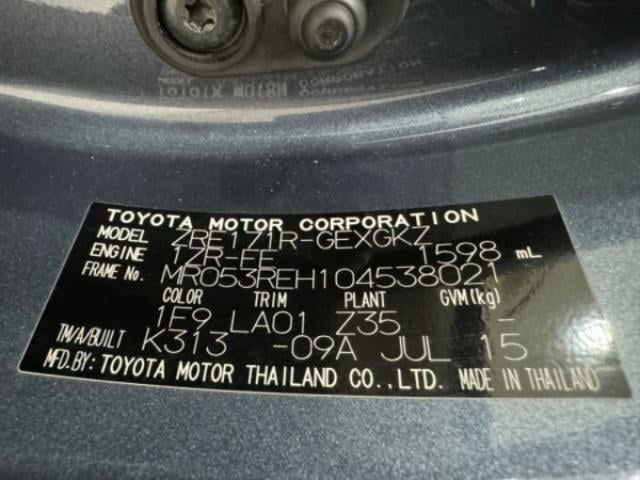 TOYOTA MOTOR CORPORATION
MODEL ZRE171R-GEXGKZ
ENGINE 1ZR-FE 1598 mL
FRAME No. MR053REH104538021
COLOR TRIM PLANT GVM(kg)
1F9 LA01 Z35 -
TM/A/BUILT K313 -09A JUL 15
MFD.BY: TOYOTA MOTOR THAILAND CO.,LTD. MADE IN THAILAND